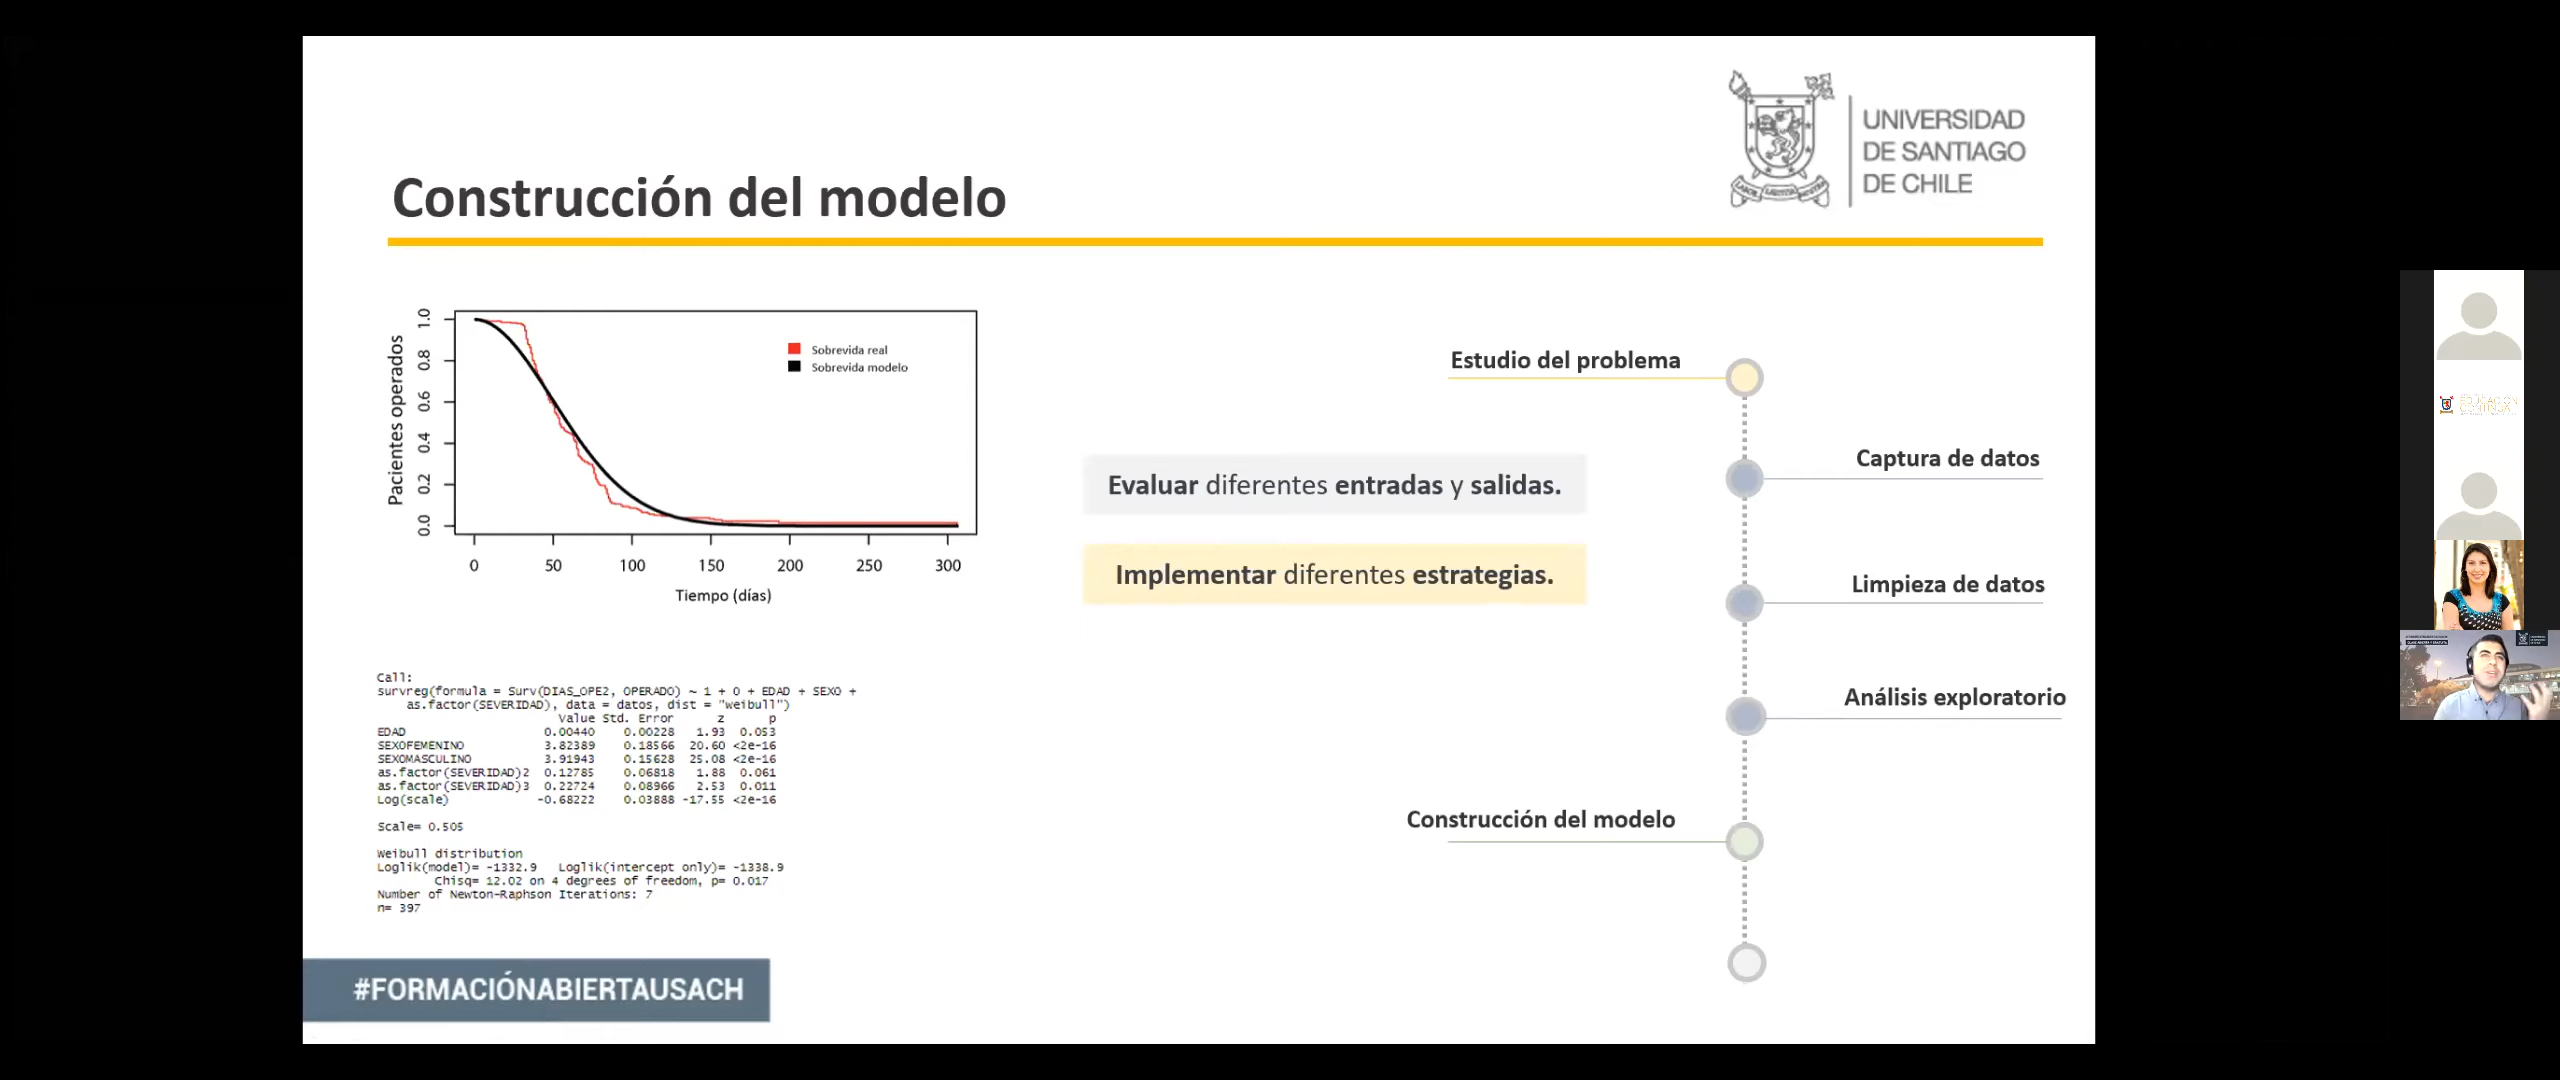 UNIVERSIDAD
DE SANTIAGO
DE CHILE
Construcción del modelo
Pacientes operados
0.0 0.2 0.4 0.6 0.8 1.0
Sobrevida real
Sobrevida modelo
0 50 100 150 200 250 300
Tiempo (días)
Call:
survreg(formula = Surv(DIAS_OPE2, OPERADO) ~ 1 + 0 + EDAD + SEXO +
as.factor(SEVERIDAD), data = datos, dist = "weibull")
Value Std. Error z p
EDAD 0.00440 0.00228 1.93 0.053
SEXOFEMENINO 3.82389 0.18566 20.60 <2e-16
SEXOMASCULINO 3.91943 0.15628 25.08 <2e-16
as.factor(SEVERIDAD)2 0.12785 0.06818 1.88 0.061
as.factor(SEVERIDAD)3 0.22724 0.08966 2.53 0.011
Log(scale) -0.68222 0.03888 -17.55 <2e-16
Scale= 0.505
Weibull distribution
Loglik(model)= -1332.9 Loglik(intercept only)= -1338.9
Chisq= 12.02 on 4 degrees of freedom, p= 0.017
Number of Newton-Raphson Iterations: 7
n= 397
Evaluar diferentes entradas y salidas.
Implementar diferentes estrategias.
Estudio del problema
Captura de datos
Limpieza de datos
Análisis exploratorio
Construcción del modelo
#FORMACIÓNABIERTAUSACH
EDUCACIÓN
CONTINUA